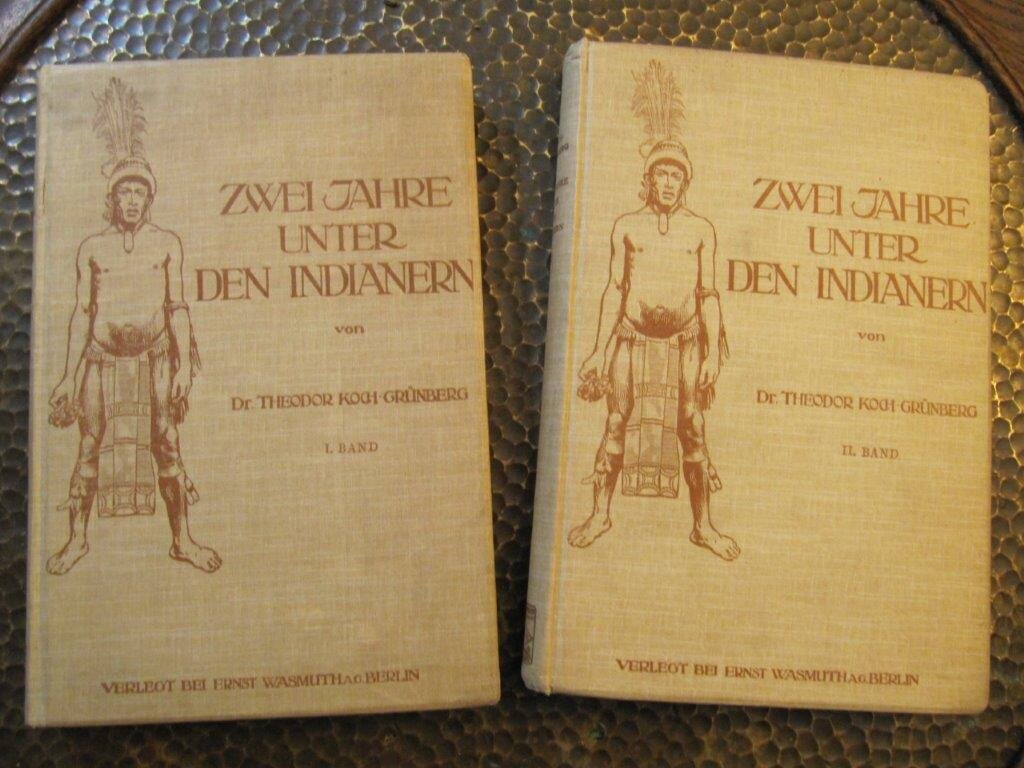 ZWEI JAHRE
UNTER
DEN INDIANERN
von
Dr. THEODOR KOCH-GRÜNBERG
I. BAND
VERLEGT BEI ERNST WASMUTH A.G. BERLIN
ZWEI JAHRE
UNTER
DEN INDIANERN
von
Dr. THEODOR KOCH-GRÜNBERG
II. BAND
VERLEGT BEI ERNST WASMUTH A.G. BERLIN